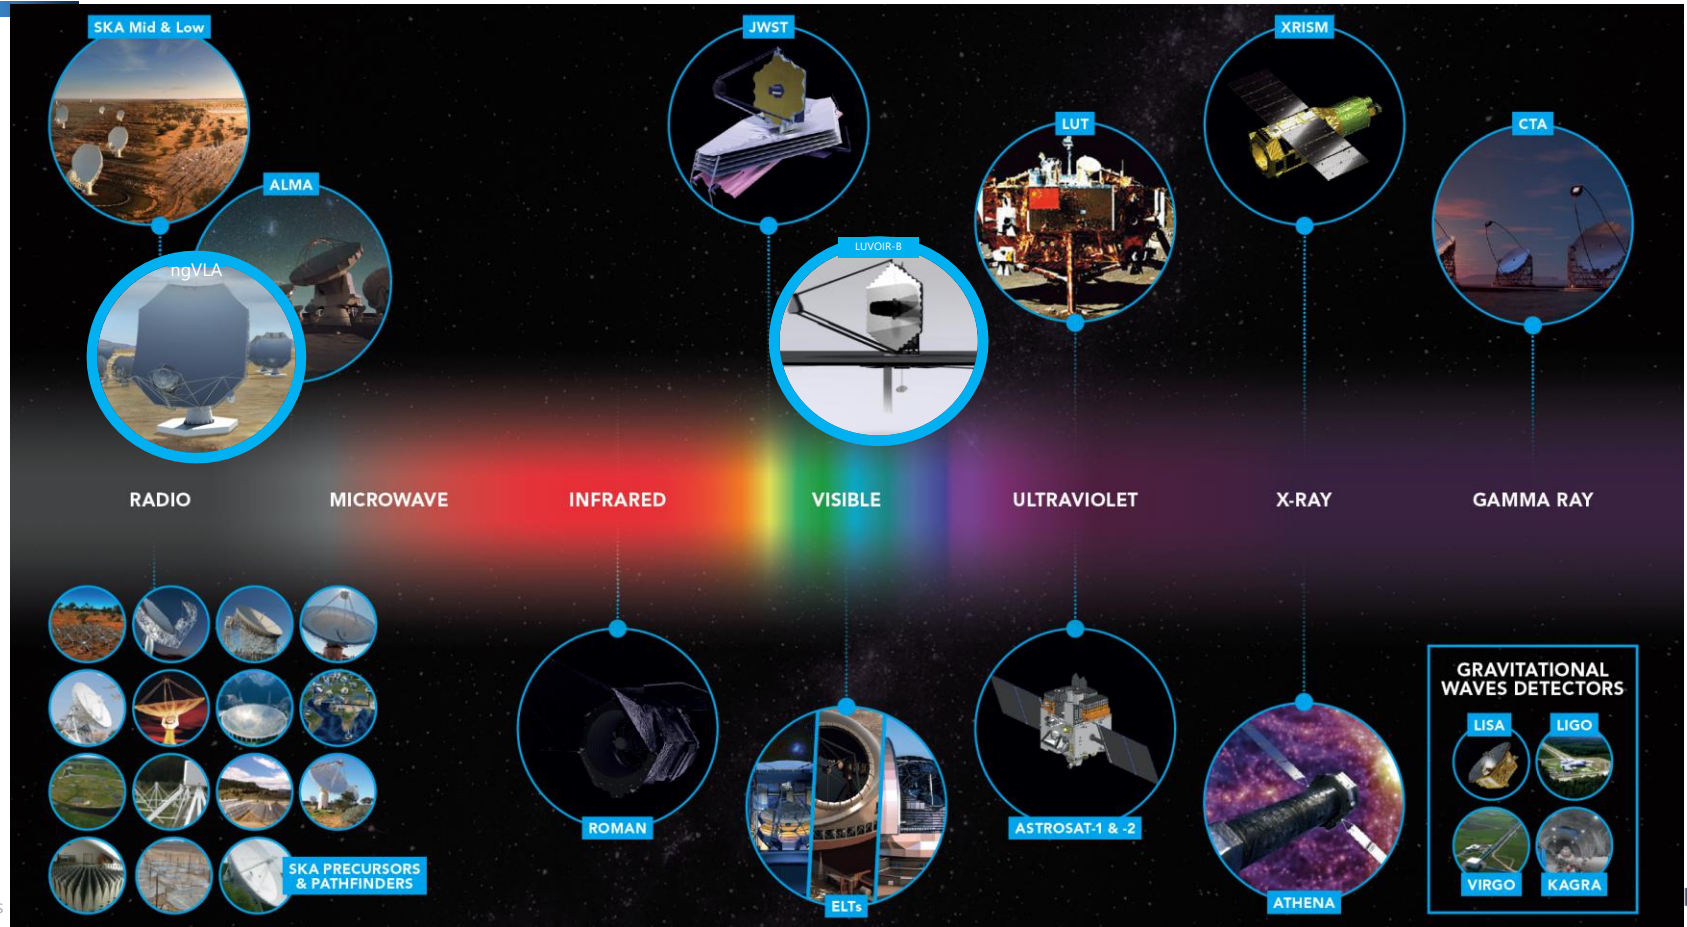 SKA Mid & Low
JWST
XRISM
LUT
CTA
ALMA
LUVOIR-B
ngVLA
RADIO
MICROWAVE
INFRARED
VISIBLE
ULTRAVIOLET
X-RAY
GAMMA RAY
GRAVITATIONAL
WAVES DETECTORS
LISA
LIGO
VIRGO
KAGRA
ROMAN
ASTROSAT-1 & -2
SKA PRECURSORS
& PATHFINDERS
ELTs
ATHENA
s